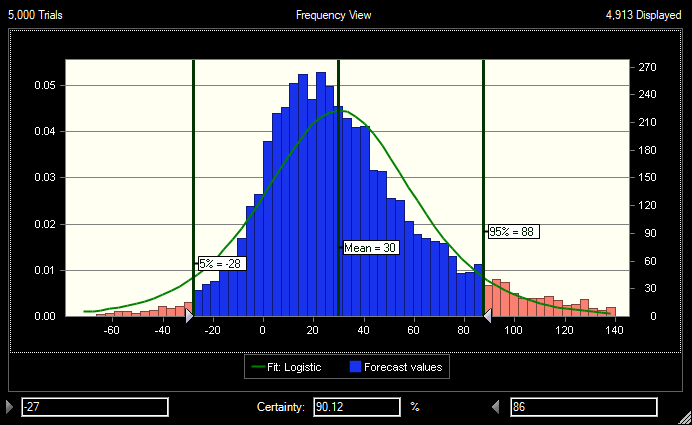 5,000 Trials Frequency View 4,913 Displayed
0.05
0.04
0.03
0.02
0.01
0.00
270
240
210
180
150
120
90
60
30
0
95% = 88
Mean = 30
5% = -28
-60 -40 -20 0 20 40 60 80 100 120 140
Fit: Logistic Forecast values
-27 Certainty: 90.12 % 86